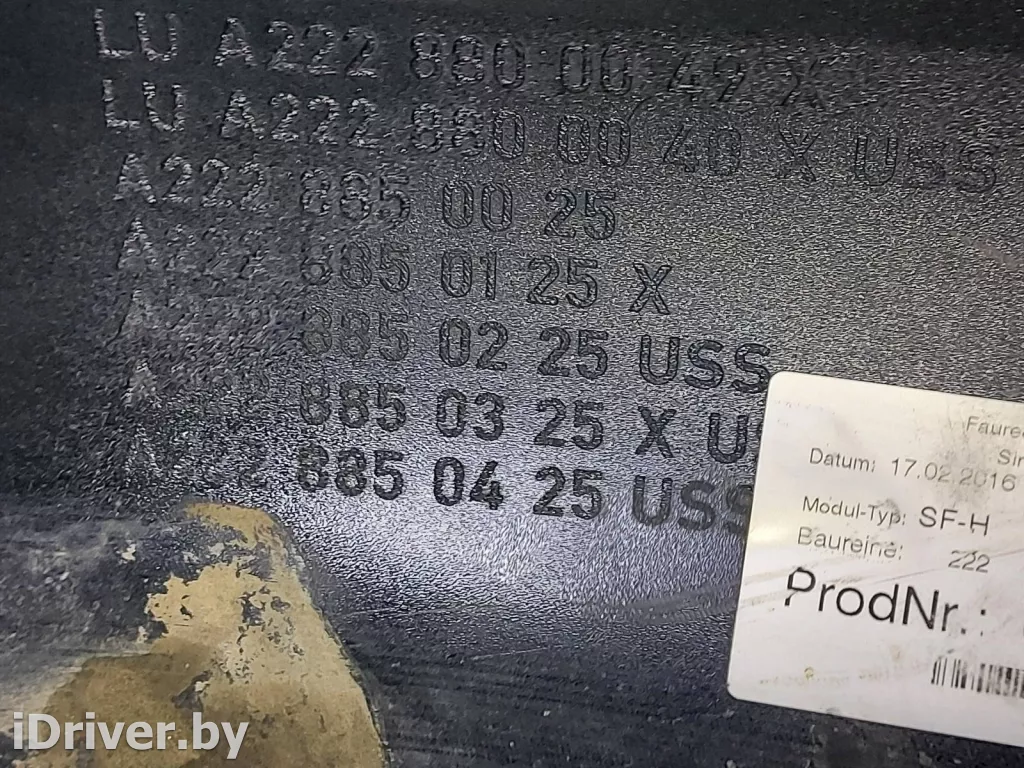 LU A222 880 00 49 X
LU A222 880 00 40 X USS
A222 885 00 25
A222 885 01 25 X
885 02 25 USS
885 03 25 X
A222 885 04 25 USS
Datum: 17.02.2016
Modul-Typ: SF-H
Baureihe: 222
ProdNr.:
iDriver.by